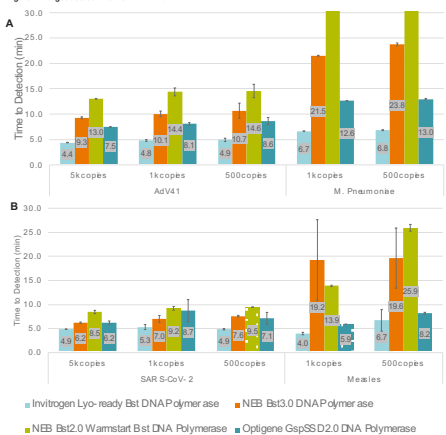 A
Time to Detection (min)
30.0
25.0
20.0
15.0
10.0
5.0
0.0
4.4 9.3 13.0 7.5
4.8 10.1 14.4 8.1
4.9 10.7 14.6 8.6
6.7 21.5 12.6
6.8 23.8 13.0
5kcopies 1kcopies 500copies 1kcopies 500copies
AdV41 M. Pneumoniae
B
Time to Detection (min)
30.0
25.0
20.0
15.0
10.0
5.0
0.0
4.9 6.2 8.5 6.2
5.3 7.0 9.2 8.7
4.9 7.6 9.5 7.1
4.0 19.2 13.9 5.9
6.7 19.6 25.9 8.2
5kcopies 1kcopies 500copies 1kcopies 500copies
SARS-CoV-2 Measles
Invitrogen Lyo-ready Bst DNA Polymerase NEB Bst3.0 DNA Polymerase
NEB Bst2.0 Warmstart Bst DNA Polymerase Optigene GspSSD2.0 DNA Polymerase